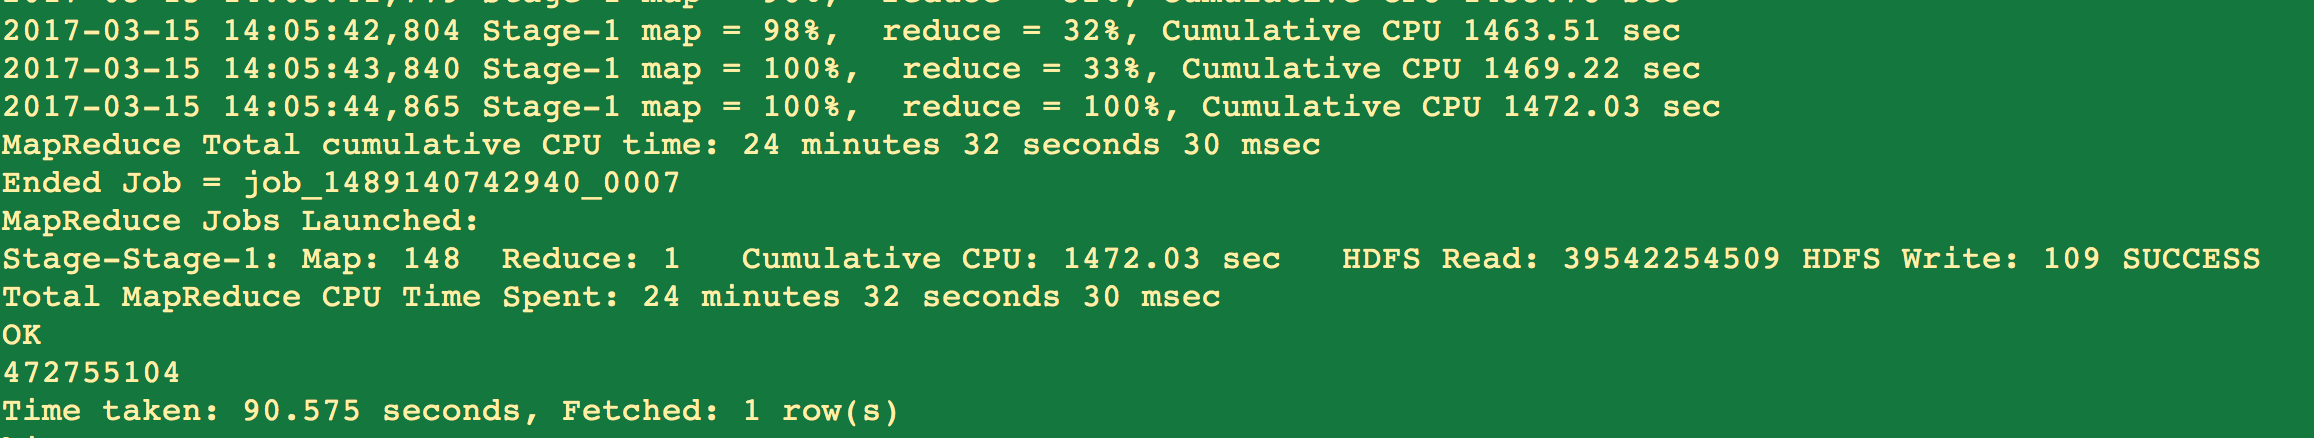 2017-03-15 14:05:42,804 Stage-1 map = 98%,  reduce = 32%, Cumulative CPU 1463.51 sec
2017-03-15 14:05:43,840 Stage-1 map = 100%,  reduce = 33%, Cumulative CPU 1469.22 sec
2017-03-15 14:05:44,865 Stage-1 map = 100%,  reduce = 100%, Cumulative CPU 1472.03 sec
MapReduce Total cumulative CPU time: 24 minutes 32 seconds 30 msec
Ended Job = job_1489140742940_0007
MapReduce Jobs Launched:
Stage-Stage-1: Map: 148  Reduce: 1   Cumulative CPU: 1472.03 sec   HDFS Read: 39542254509 HDFS Write: 109 SUCCESS
Total MapReduce CPU Time Spent: 24 minutes 32 seconds 30 msec
OK
472755104
Time taken: 90.575 seconds, Fetched: 1 row(s)